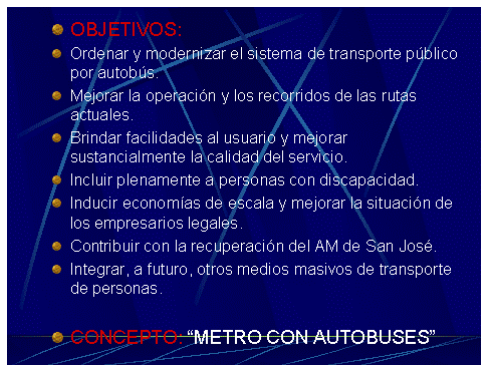 OBJETIVOS:
Ordenar y modernizar el sistema de transporte público
por autobús.
Mejorar la operación y los recorridos de las rutas
actuales.
Brindar facilidades al usuario y mejorar
sustancialmente la calidad del servicio.
Incluir plenamente a personas con discapacidad.
Inducir economías de escala y mejorar la situación de
los empresarios legales.
Contribuir con la recuperación del AM de San José.
Integrar, a futuro, otros medios masivos de transporte
de personas.
CONCEPTO: “METRO CON AUTOBUSES”